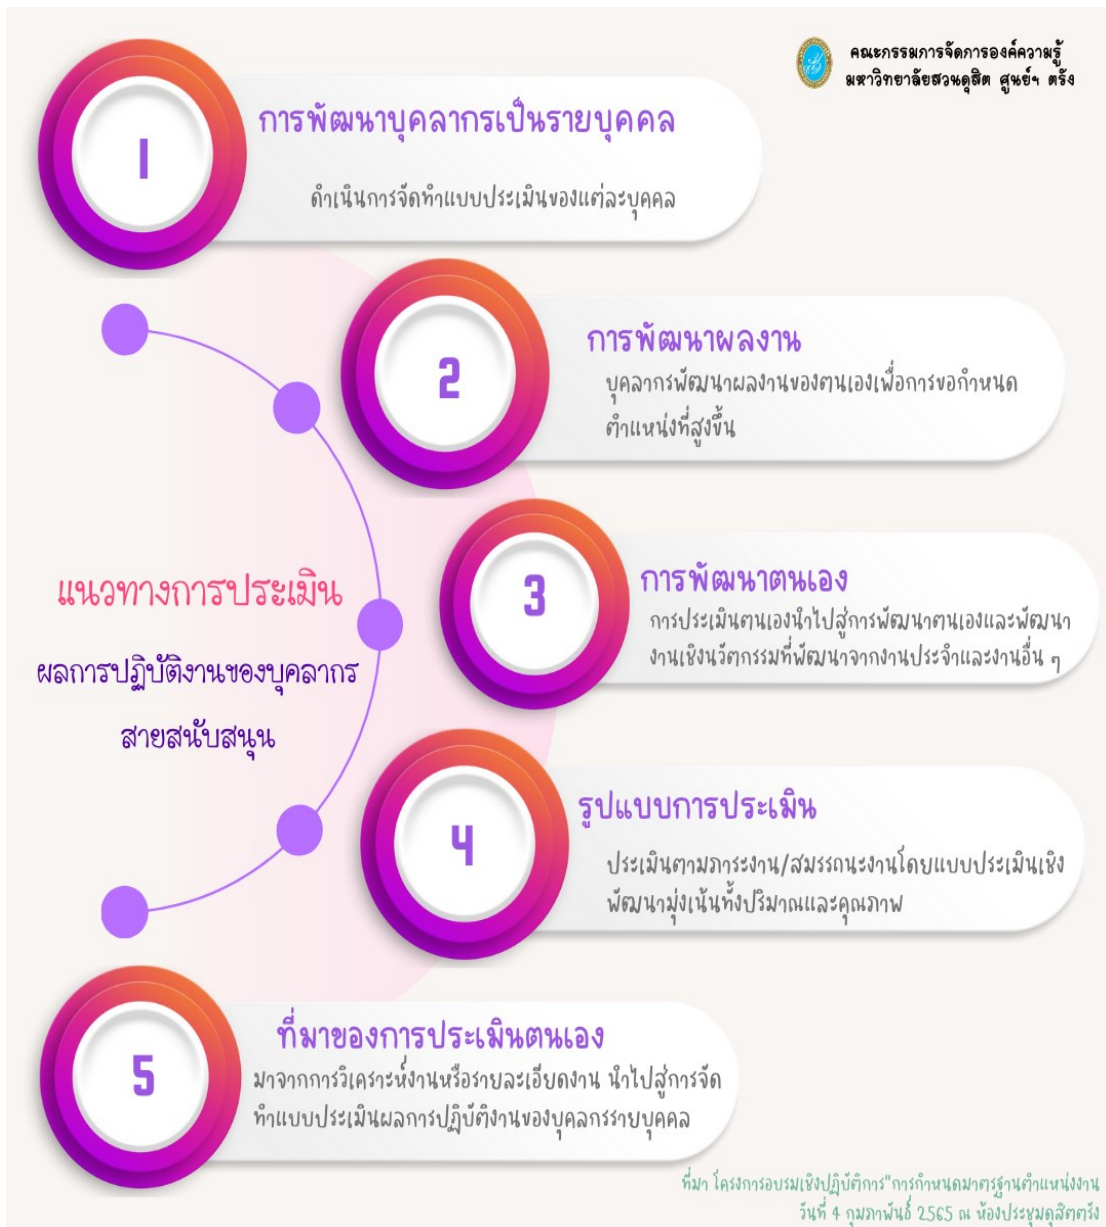 คณะกรรมการจัดการองค์ความรู้
มหาวิทยาลัยสวนดุสิต ศูนย์ฯ ตรัง
1
การพัฒนาบุคลากรเป็นรายบุคคล
ดำเนินการจัดทำแบบประเมินของแต่ละบุคคล
2
การพัฒนาผลงาน
บุคลากรพัฒนาผลงานของตนเองเพื่อการขอกำหนด
ตำแหน่งที่สูงขึ้น
แนวทางการประเมิน
ผลการปฏิบัติงานของบุคลากร
สายสนับสนุน
3
การพัฒนาตนเอง
การประเมินตนเองนำไปสู่การพัฒนาตนเองและพัฒนา
งานเชิงนวัตกรรมที่พัฒนาจากงานประจำและงานอื่น ๆ
4
รูปแบบการประเมิน
ประเมินตามภาระงาน/สมรรถนะงานโดยแบบประเมินเชิง
พัฒนามุ่งเน้นทั้งปริมาณและคุณภาพ
5
ที่มาของการประเมินตนเอง
มาจากการวิเคราะห์งานหรือรายละเอียดงาน นำไปสู่การจัด
ทำแบบประเมินผลการปฏิบัติงานของบุคลกรรายบุคคล
ที่มา โครงการอบรมเชิงปฏิบัติการ"การกำหนดมาตรฐานตำแหน่งงาน
วันที่ 4 กุมภาพันธ์ 2565 ณ ห้องประชุมดุสิตตรัง